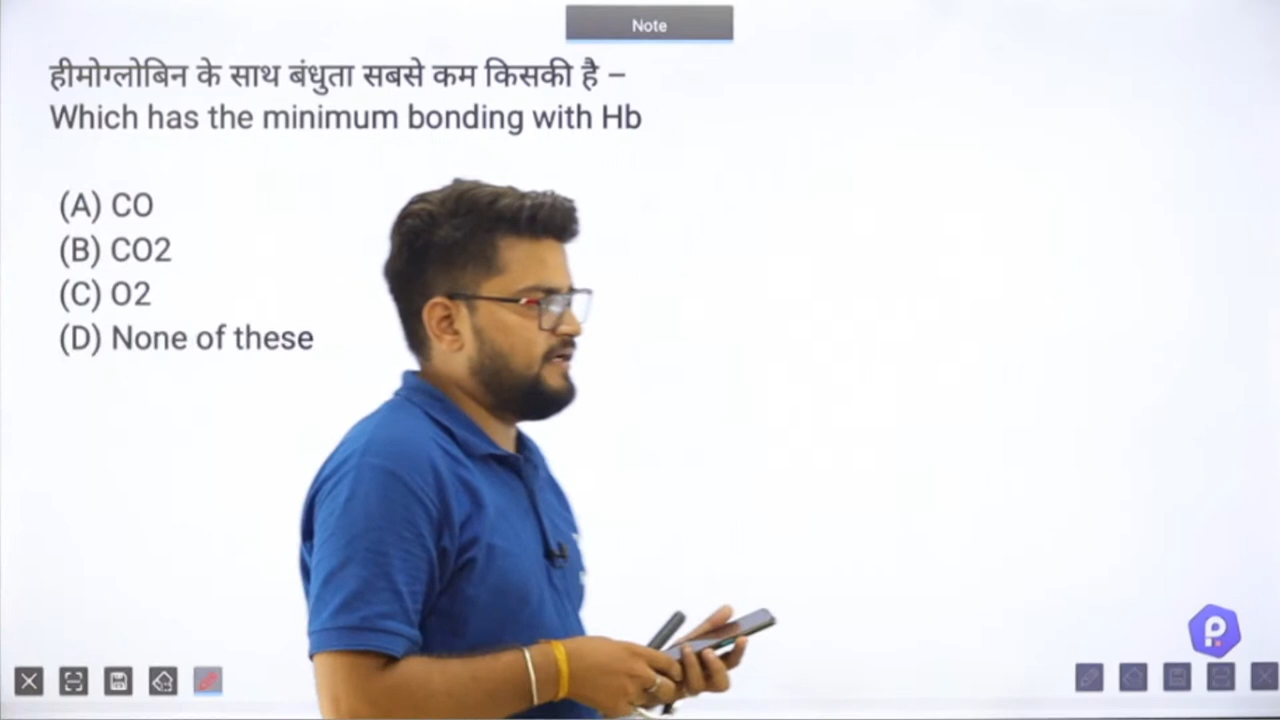 Note
हीमोग्लोबिन के साथ बंधुता सबसे कम किसकी है –
Which has the minimum bonding with Hb
(A) CO
(B) CO2
(C) O2
(D) None of these